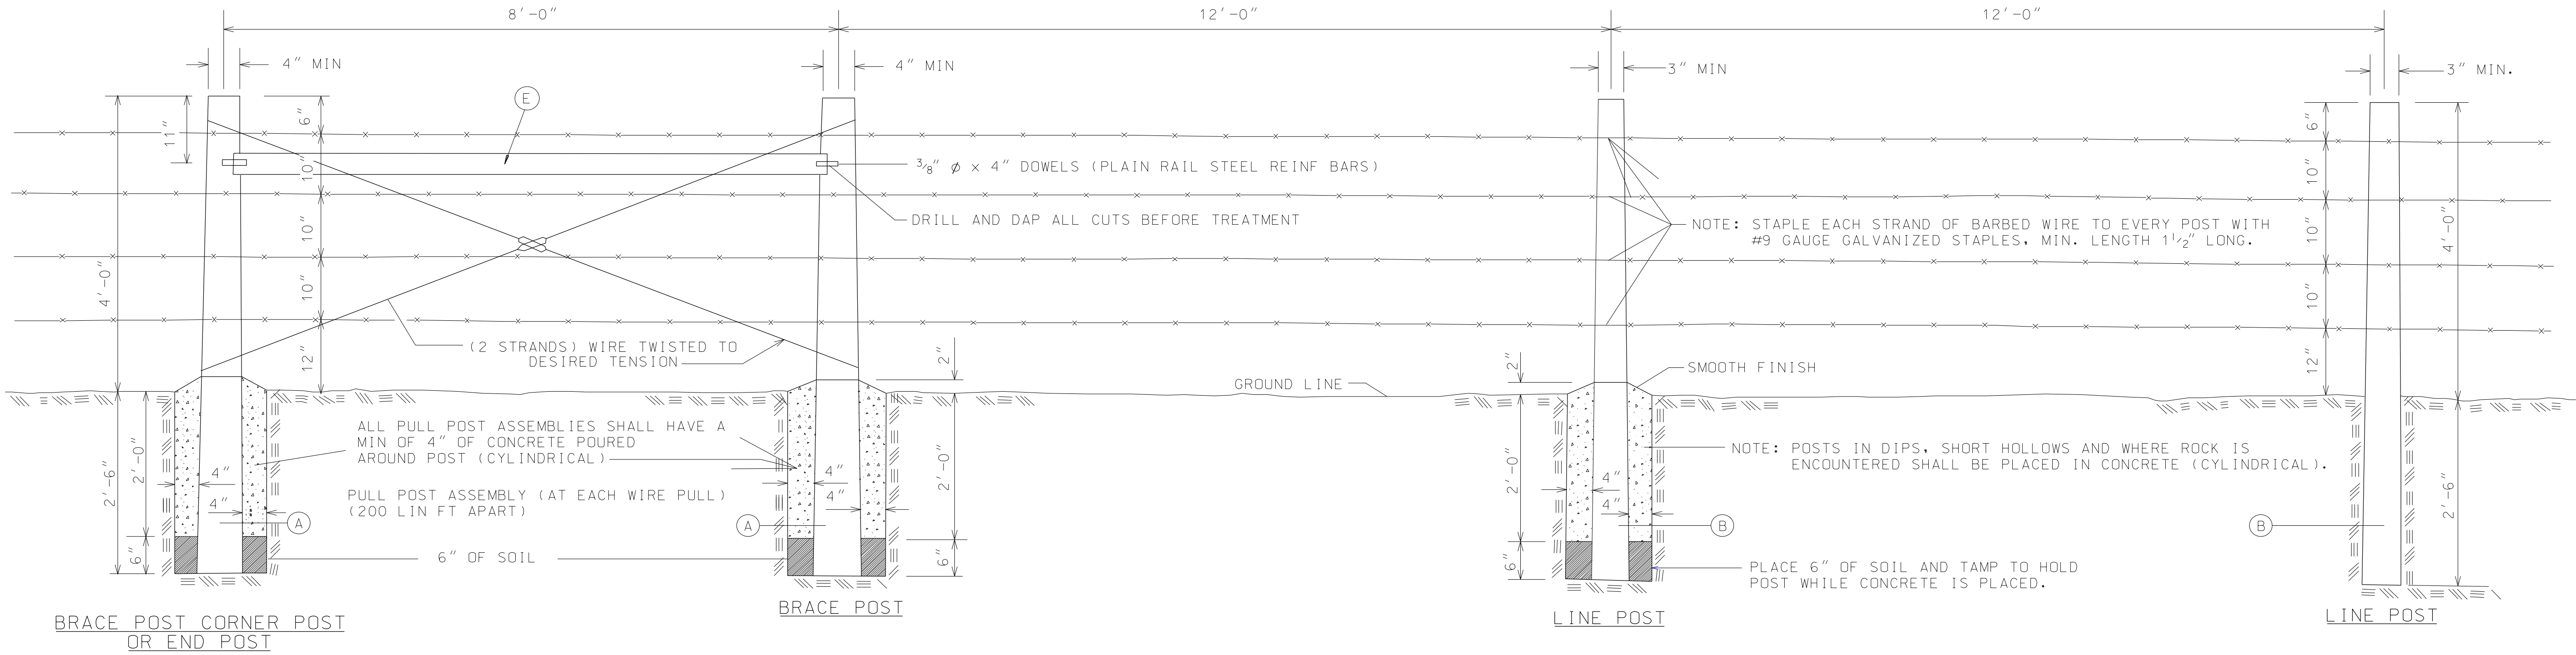 8'-0"
12'-0"
12'-0"
4" MIN
4" MIN
3" MIN
3" MIN.
11"
6"
E
6"
10"
3/8" ø x 4" DOWELS (PLAIN RAIL STEEL REINF BARS)
10"
DRILL AND DAP ALL CUTS BEFORE TREATMENT
NOTE: STAPLE EACH STRAND OF BARBED WIRE TO EVERY POST WITH
#9 GAUGE GALVANIZED STAPLES, MIN. LENGTH 1 1/2" LONG.
10"
10"
4'-0"
4'-0"
10"
10"
(2 STRANDS) WIRE TWISTED TO
DESIRED TENSION
12"
2"
2"
12"
SMOOTH FINISH
GROUND LINE
ALL PULL POST ASSEMBLIES SHALL HAVE A
MIN OF 4" OF CONCRETE POURED
AROUND POST (CYLINDRICAL)
PULL POST ASSEMBLY (AT EACH WIRE PULL)
(200 LIN FT APART)
NOTE: POSTS IN DIPS, SHORT HOLLOWS AND WHERE ROCK IS
ENCOUNTERED SHALL BE PLACED IN CONCRETE (CYLINDRICAL).
2'-6"
2'-0"
4"
4"
A
4"
4"
A
2'-0"
2'-0"
4"
4"
B
B
2'-6"
6"
6" OF SOIL
6"
6"
PLACE 6" OF SOIL AND TAMP TO HOLD
POST WHILE CONCRETE IS PLACED.
BRACE POST CORNER POST
OR END POST
BRACE POST
LINE POST
LINE POST